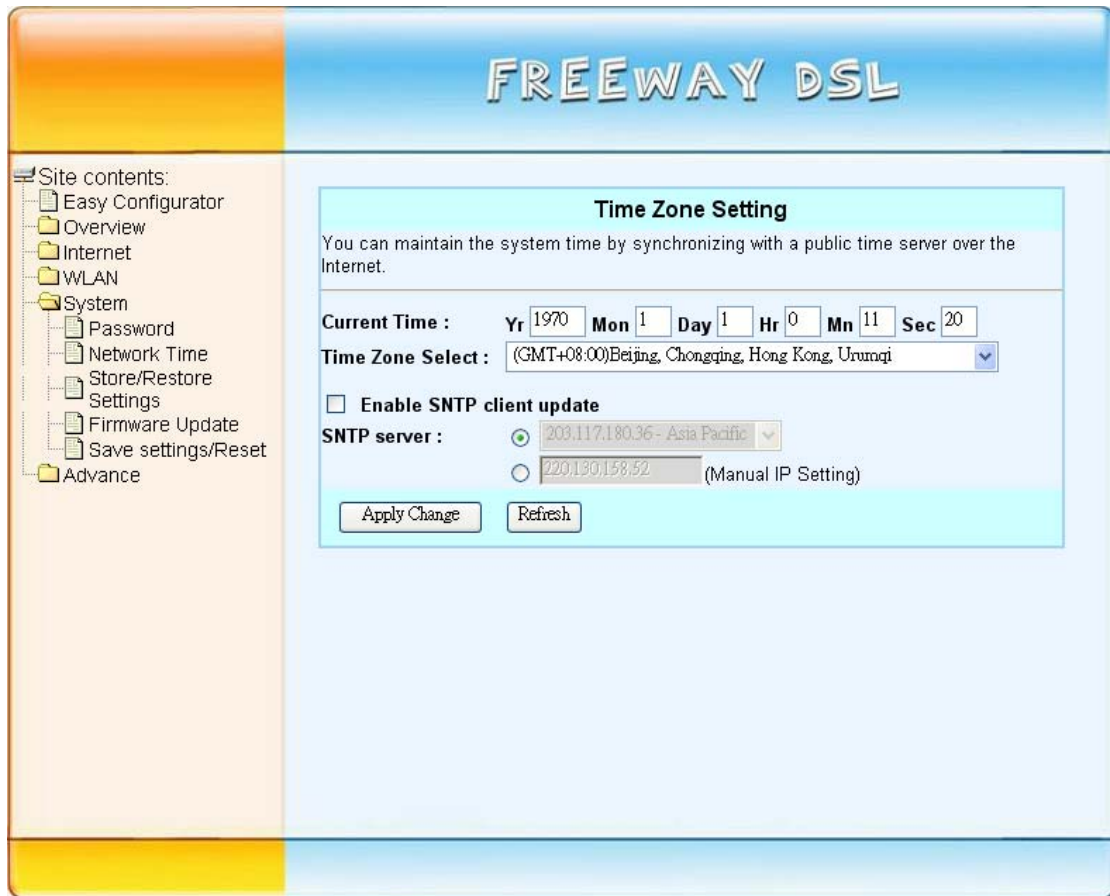 FREEWAY DSL
Site contents:
Easy Configurator
Overview
Internet
WLAN
System
Password
Network Time
Store/Restore
Settings
Firmware Update
Save settings/Reset
Advance
Time Zone Setting
You can maintain the system time by synchronizing with a public time server over the
Internet.
Current Time : Yr 1970 Mon 1 Day 1 Hr 0 Mn 11 Sec 20
Time Zone Select : (GMT+08:00)Beijing, Chongqing, Hong Kong, Urumqi
Enable SNTP client update
SNTP server : 203.117.180.36 - Asia Pacific
220.130.158.52 (Manual IP Setting)
Apply Change Refresh